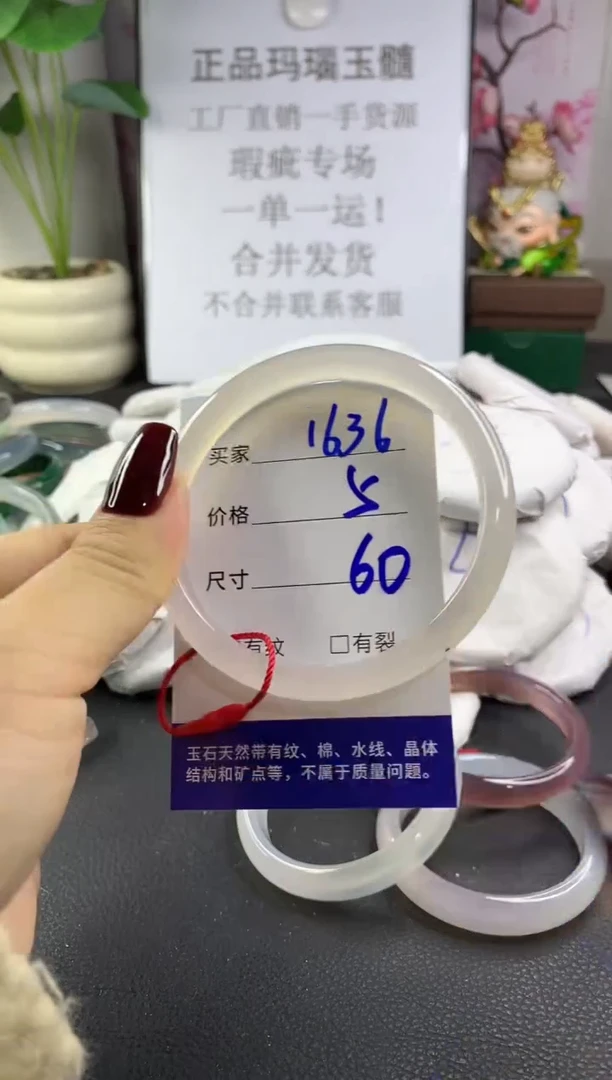 正品玛瑙玉髓
工厂直销一手货源
瑕疵专场
一单一运!
合并发货
不合并联系客服
买家 1636
价格 5
尺寸 60
有纹 □有裂
玉石天然带有纹、棉、水线、晶体
结构和矿点等，不属于质量问题。